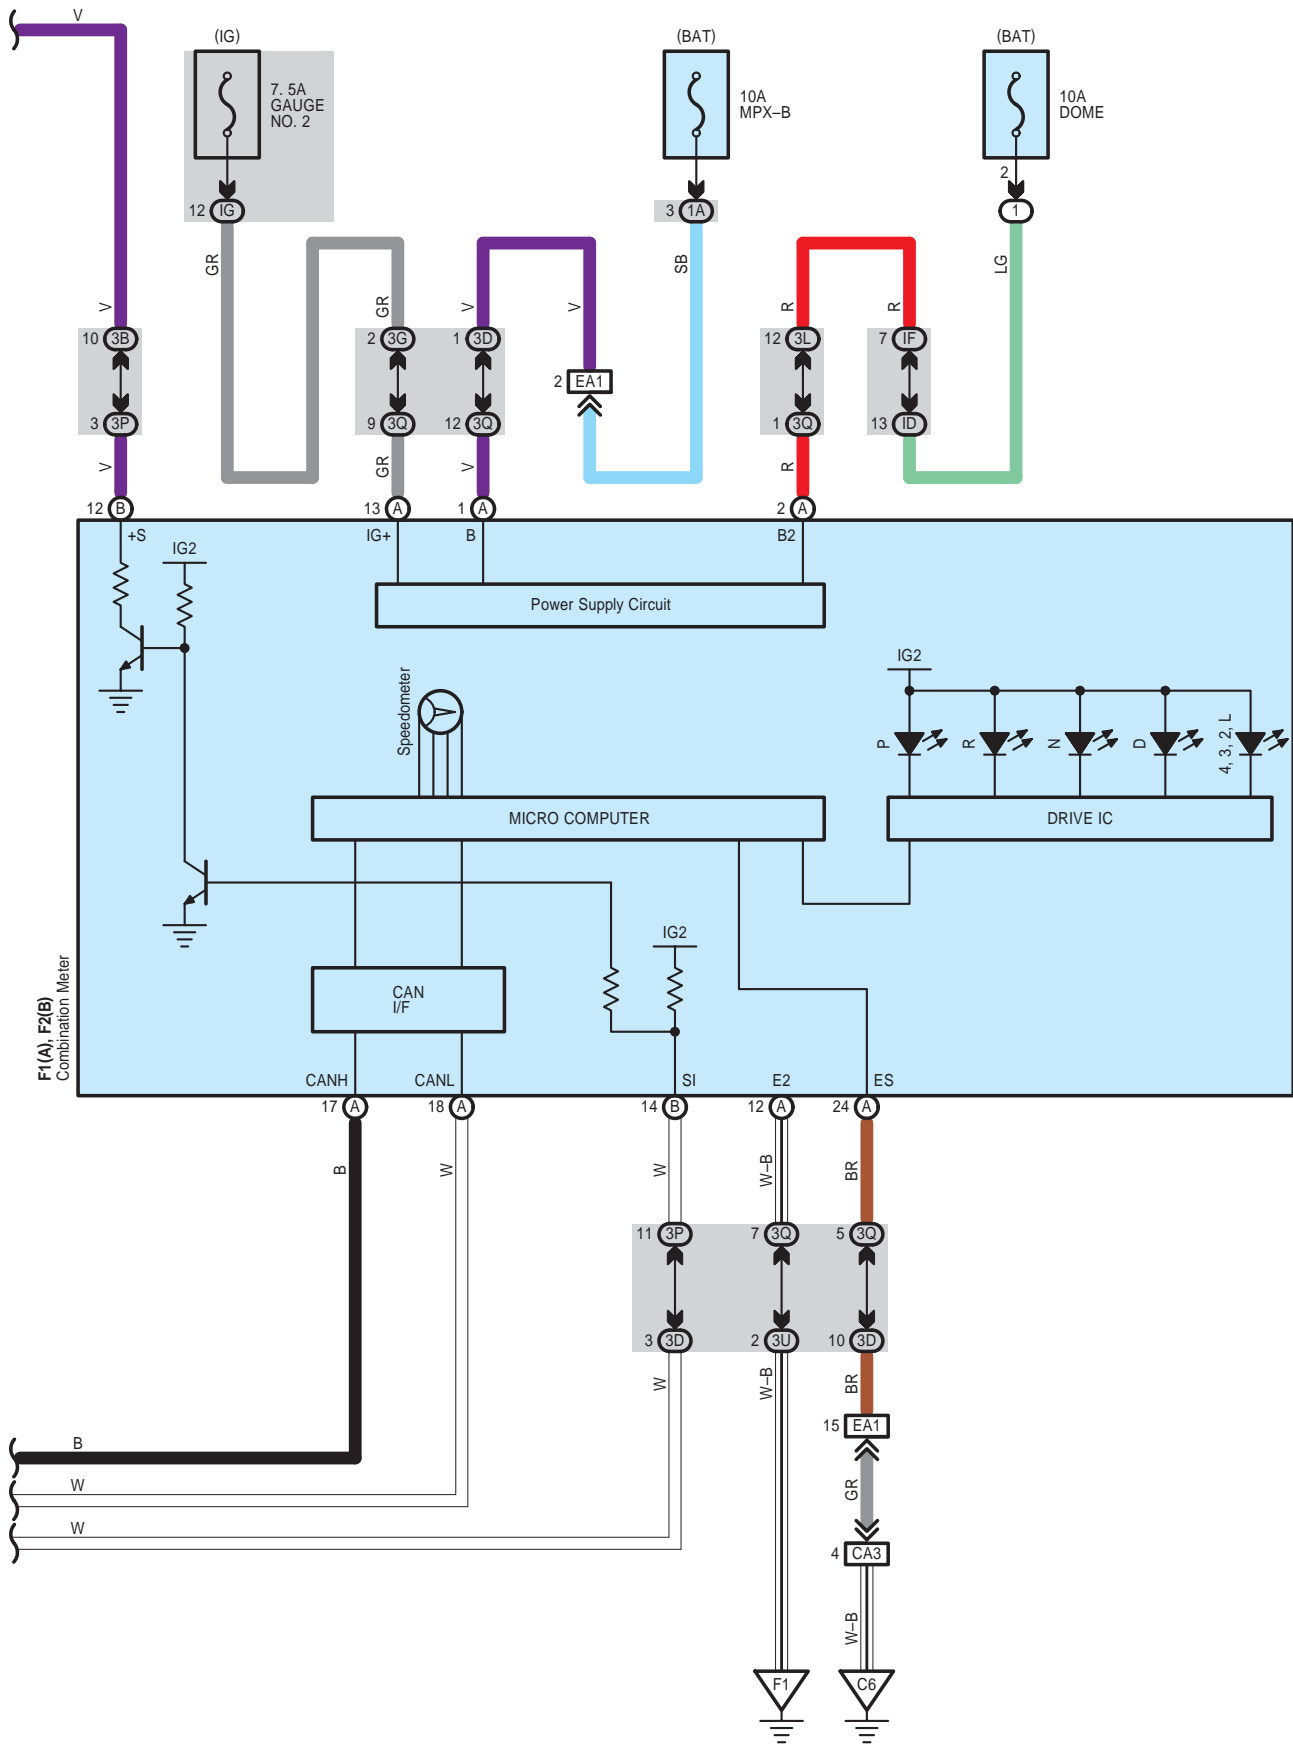 V
(IG)
(BAT)
(BAT)
7. 5A
GAUGE
NO. 2
10A
MPX–B
10A
DOME
2
12 IG
3 1A
1
GR
SB
LG
V
GR
V
V
R
R
10 3B
2 3G
1 3D
12 3L
7 IF
2 EA1
3 3P
9 3Q
12 3Q
1 3Q
13 ID
V
GR
V
R
12 B
13 A
1 A
2 A
+S
IG+
B
B2
IG2
Power Supply Circuit
IG2
Speedometer
P
R
N
D
4, 3, 2, L
MICRO COMPUTER
DRIVE IC
IG2
CAN
I/F
F1(A), F2(B)
Combination Meter
CANH
CANL
SI
E2
ES
17 A
18 A
14 B
12 A
24 A
B
W
W
W–B
BR
11 3P
7 3Q
5 3Q
3 3D
2 3U
10 3D
W
W–B
BR
15 EA1
B
W
GR
W
4 CA3
W–B
F1
C6